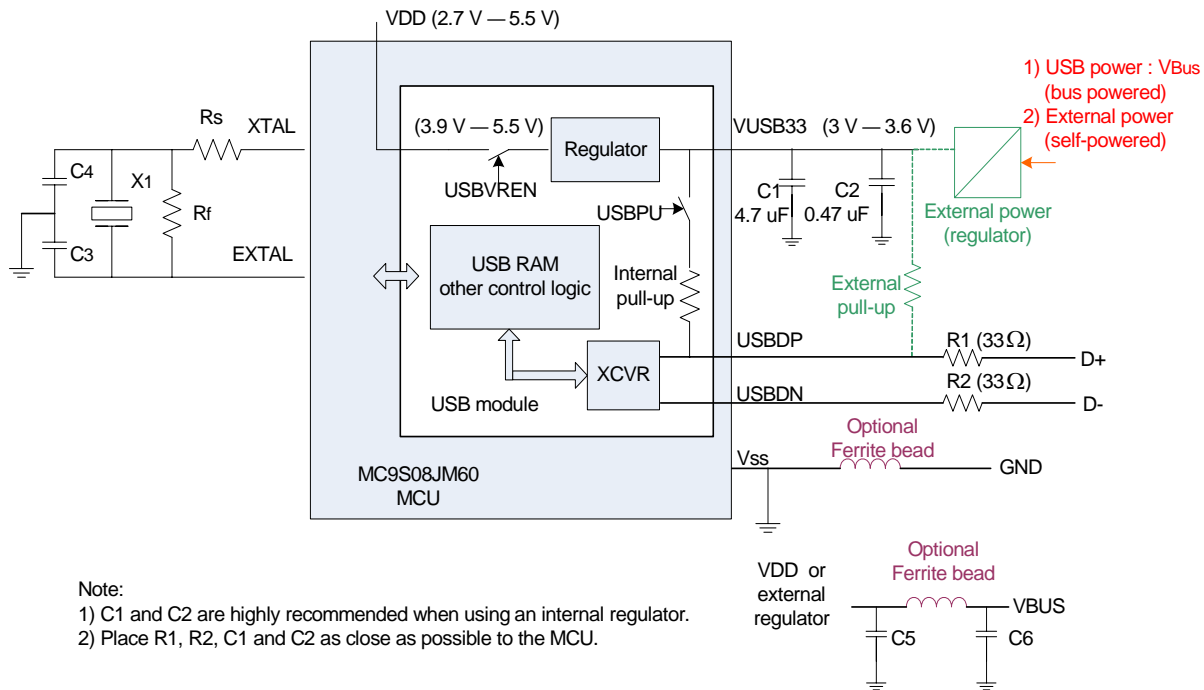 VDD (2.7 V — 5.5 V)
1) USB power : VBus
(bus powered)
2) External power
(self-powered)
Rs
XTAL
(3.9 V — 5.5 V)
Regulator
VUSB33
(3 V — 3.6 V)
C4
X1
Rf
C3
EXTAL
USBVREN
USBPU
C1
4.7 uF
C2
0.47 uF
External power
(regulator)
USB RAM
other control logic
Internal
pull-up
External
pull-up
USBDP
R1 (33Ω)
D+
XCVR
USBDN
R2 (33Ω)
D-
USB module
Optional
Ferrite bead
Vss
GND
MC9S08JM60
MCU
Optional
Ferrite bead
VDD or
external
regulator
VBUS
C5
C6
Note:
1) C1 and C2 are highly recommended when using an internal regulator.
2) Place R1, R2, C1 and C2 as close as possible to the MCU.